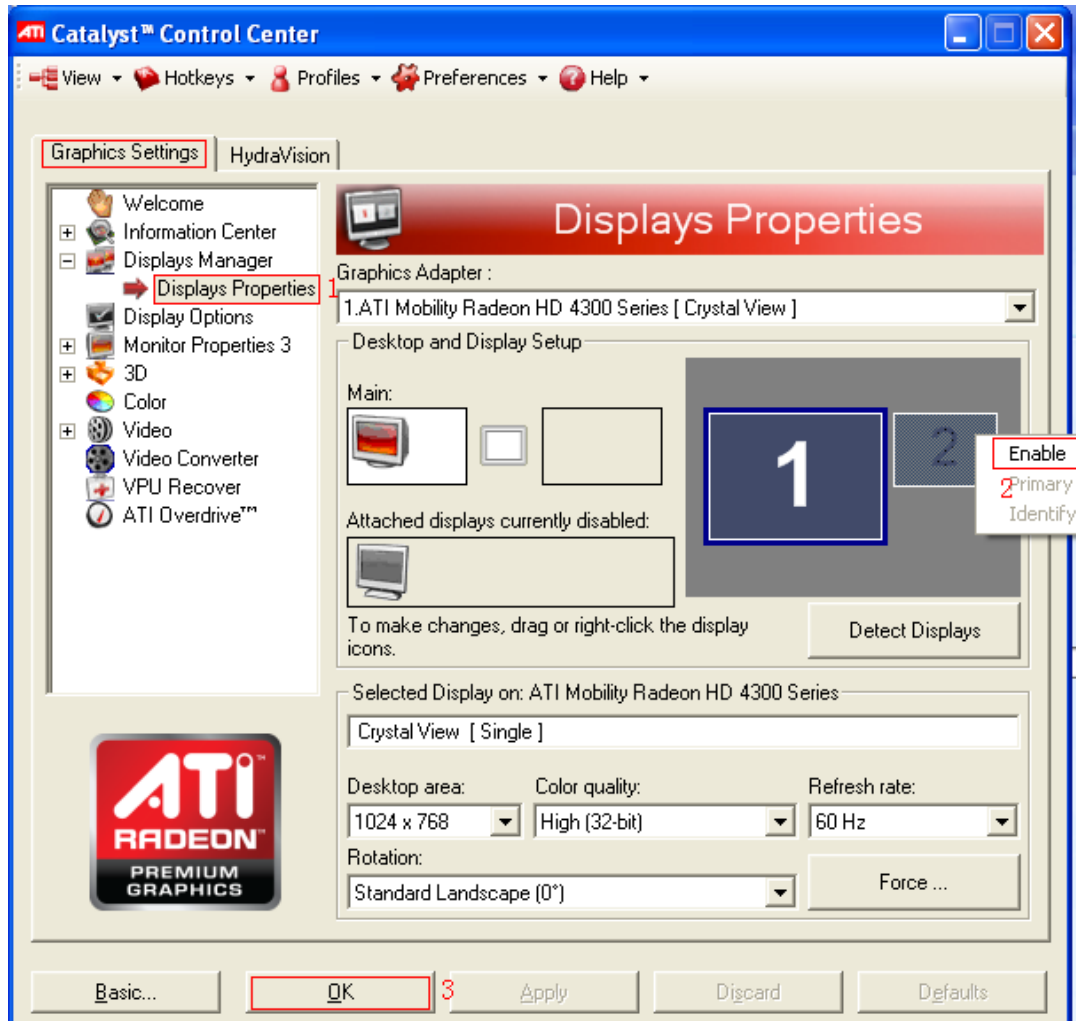 ATI Catalyst™ Control Center
View Hotkeys Profiles Preferences Help
Graphics Settings HydraVision
Welcome
Information Center
Displays Manager
Displays Properties 1
Display Options
Monitor Properties 3
3D
Color
Video
Video Converter
VPU Recover
ATI Overdrive™
ATI™
RADEON™
PREMIUM
GRAPHICS
1 2
Displays Properties
Graphics Adapter :
1.ATI Mobility Radeon HD 4300 Series [ Crystal View ]
Desktop and Display Setup
Main:
Attached displays currently disabled:
To make changes, drag or right-click the display
icons.
1
2
Enable
2
Primary
Identify
Detect Displays
Selected Display on: ATI Mobility Radeon HD 4300 Series
Crystal View [ Single ]
Desktop area: Color quality: Refresh rate:
1024 x 768 High (32-bit) 60 Hz
Rotation:
Standard Landscape (0°)
Force ...
Basic... OK 3 Apply Discard Defaults